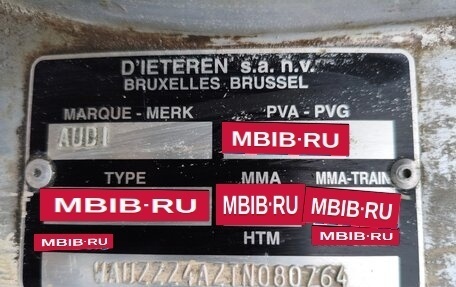 D'IETEREN s.a. n.v.
BRUXELLES BRUSSEL
MARQUE - MERK PVA - PVG
AUDI MBIB·RU
TYPE MMA MMA-TRAIN
MBIB·RU MBIB·RU MBIB·RU
MBIB·RU HTM MBIB·RU
WAUZZZ4AZTN080764